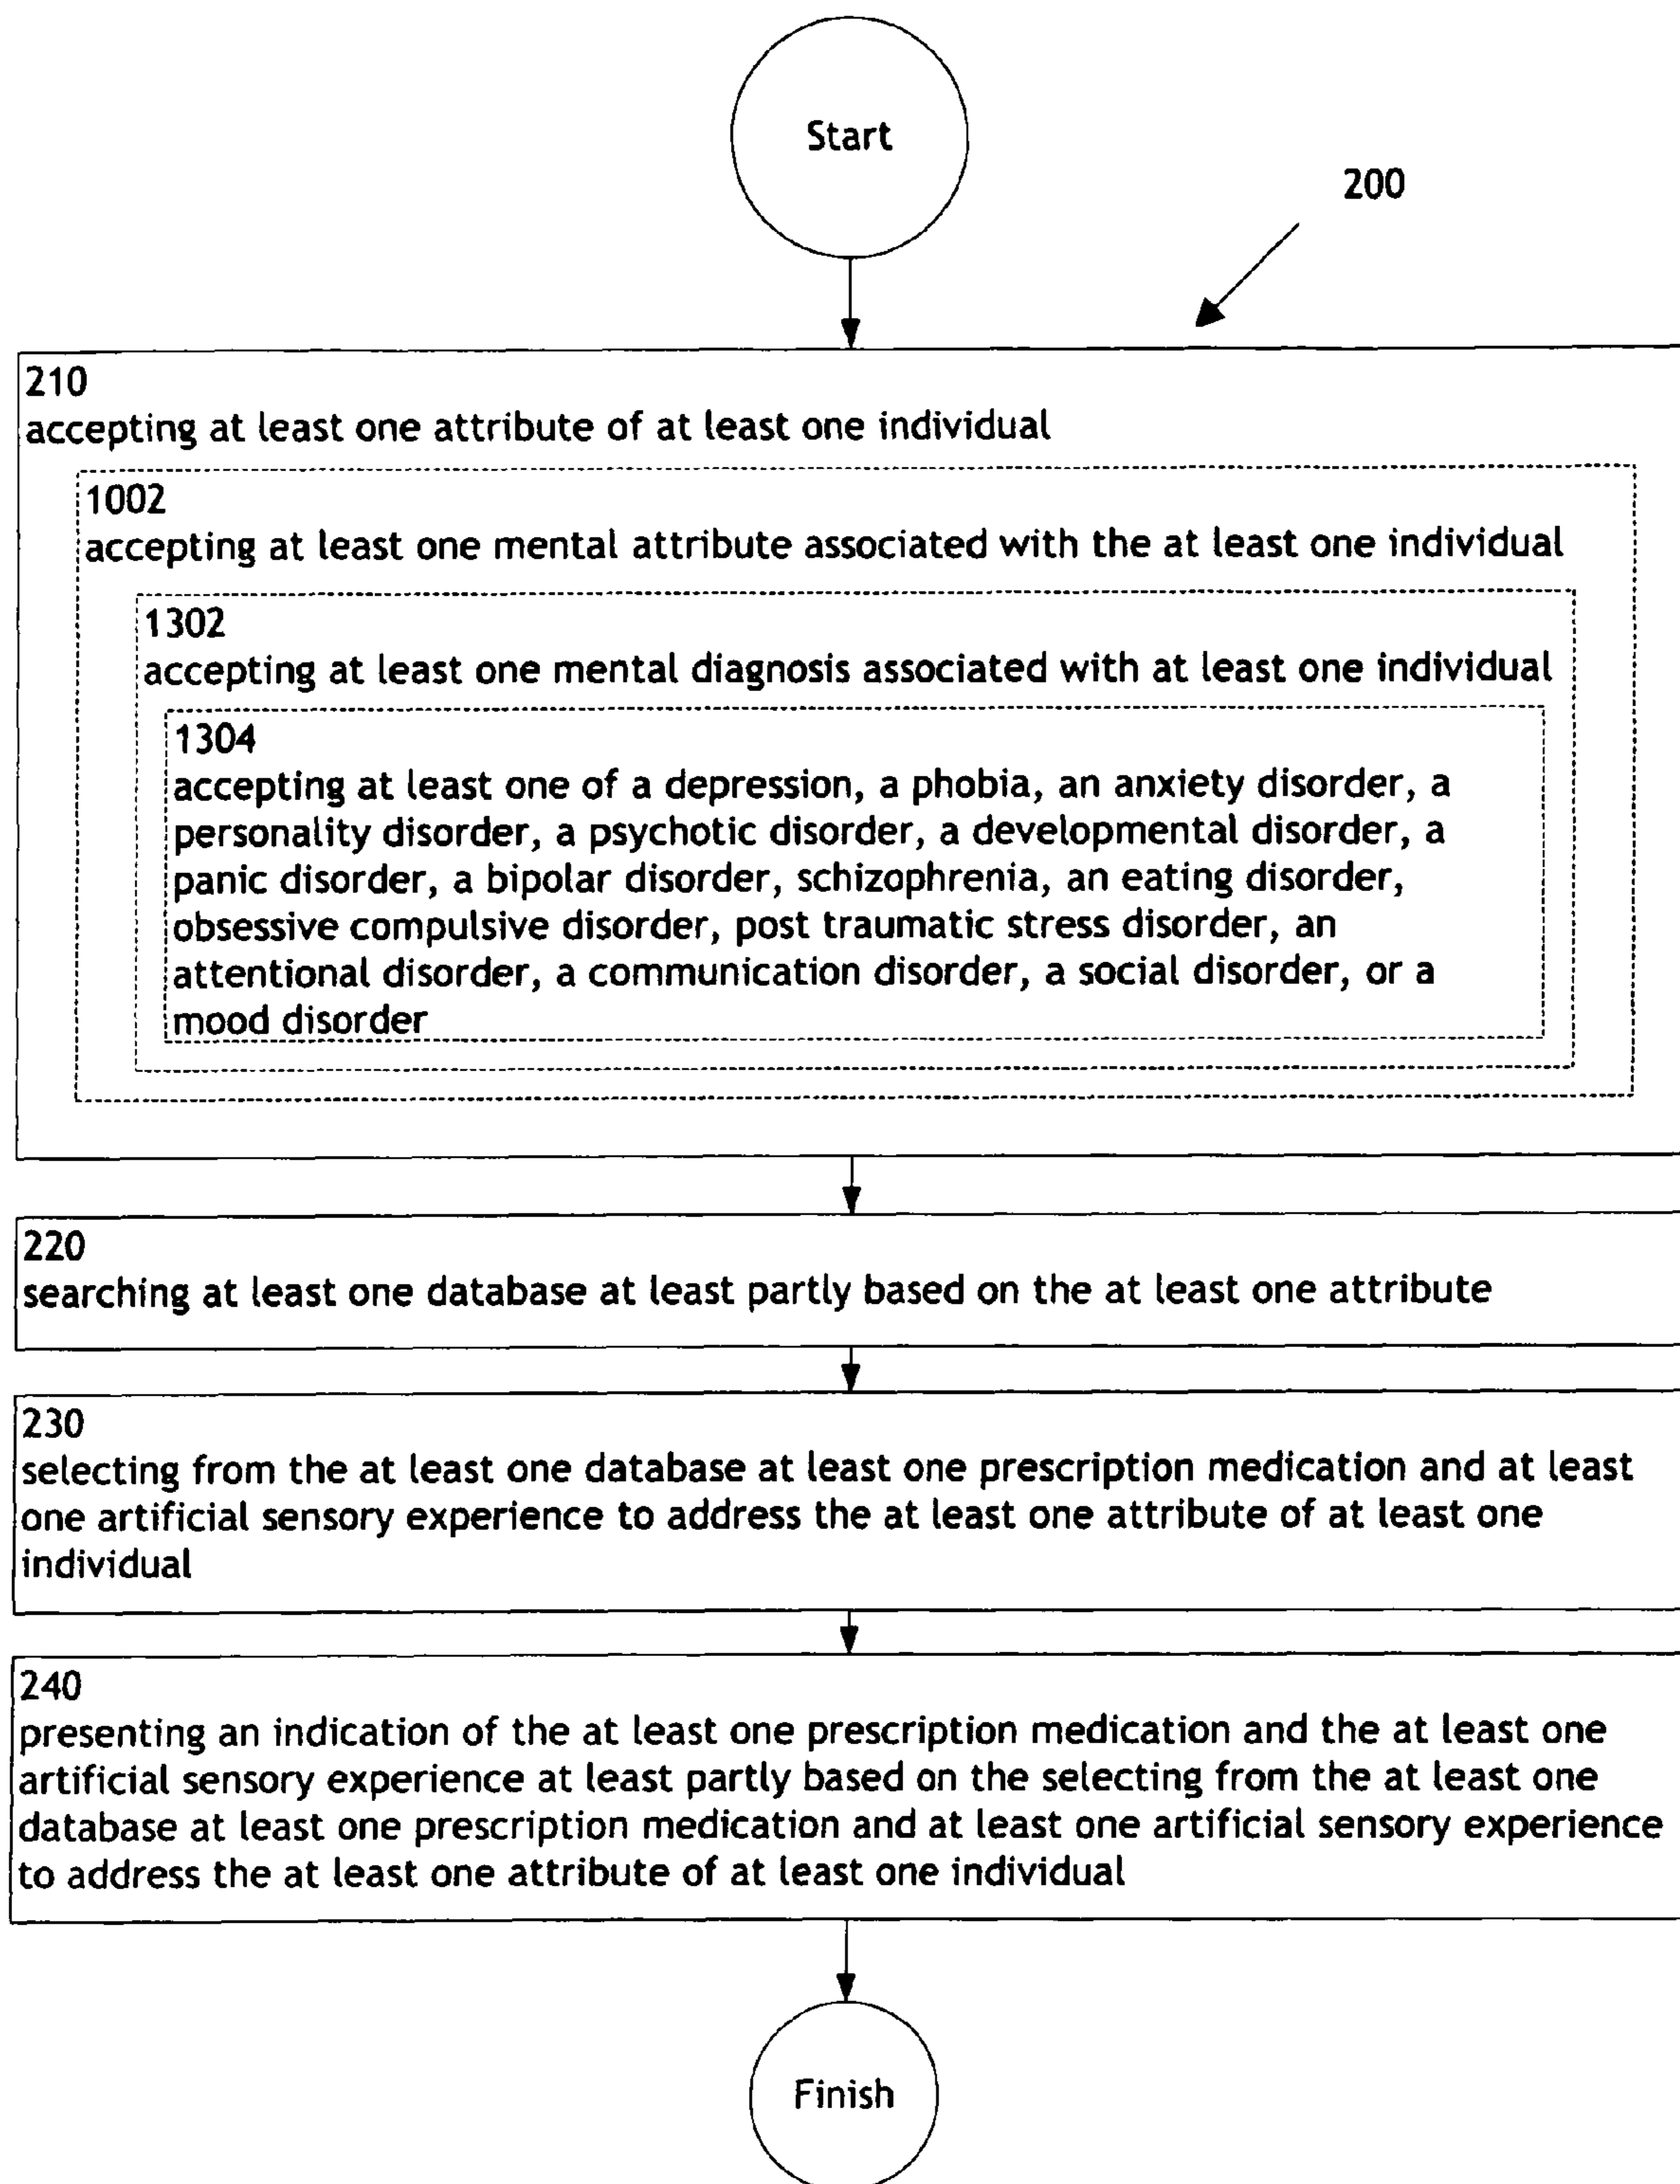 Start
200
210
accepting at least one attribute of at least one individual
1002
accepting at least one mental attribute associated with the at least one individual
1302
accepting at least one mental diagnosis associated with at least one individual
1304
accepting at least one of a depression, a phobia, an anxiety disorder, a
personality disorder, a psychotic disorder, a developmental disorder, a
panic disorder, a bipolar disorder, schizophrenia, an eating disorder,
obsessive compulsive disorder, post traumatic stress disorder, an
attentional disorder, a communication disorder, a social disorder, or a
mood disorder
220
searching at least one database at least partly based on the at least one attribute
230
selecting from the at least one database at least one prescription medication and at least
one artificial sensory experience to address the at least one attribute of at least one
individual
240
presenting an indication of the at least one prescription medication and the at least one
artificial sensory experience at least partly based on the selecting from the at least one
database at least one prescription medication and at least one artificial sensory experience
to address the at least one attribute of at least one individual
Finish